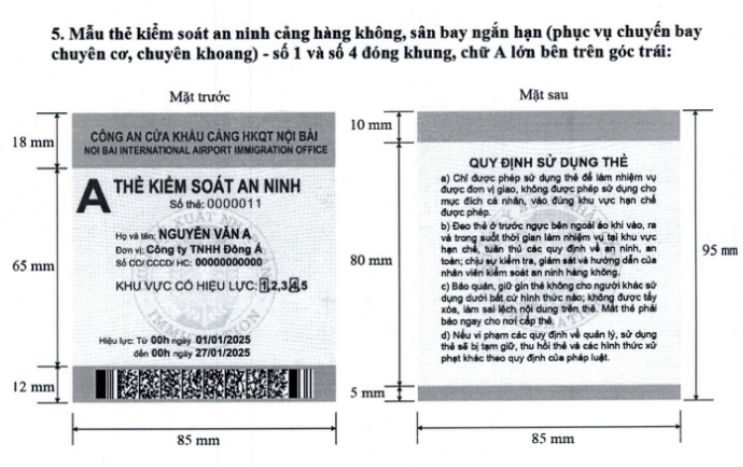 5. Mẫu thẻ kiểm soát an ninh cảng hàng không, sân bay ngắn hạn (phục vụ chuyến bay
chuyên cơ, chuyên khoang) - số 1 và số 4 đóng khung, chữ A lớn bên trên góc trái:
Mặt trước
18 mm
CÔNG AN CỬA KHẨU CẢNG HKQT NỘI BÀI
NOI BAI INTERNATIONAL AIRPORT IMMIGRATION OFFICE
A
THẺ KIỂM SOÁT AN NINH
Số thẻ: 0000011
Họ và tên: NGUYỄN VĂN A
Đơn vị: Công ty TNHH Đông Á
Số CC/ CCCD/ HC: 00000000000
65 mm
KHU VỰC CÓ HIỆU LỰC: 1,2,3,4,5
IMMIGRATION
Hiệu lực: Từ 00h ngày 01/01/2025
đến 00h ngày 27/01/2025
12 mm
85 mm
Mặt sau
10 mm
QUY ĐỊNH SỬ DỤNG THẺ
a) Chỉ được phép sử dụng thẻ để làm nhiệm vụ
được đơn vị giao, không được phép sử dụng cho
mục đích cá nhân, vào đúng khu vực hạn chế
được phép.
b) Đeo thẻ ở trước ngực bên ngoài áo khi vào, ra
và trong suốt thời gian làm nhiệm vụ tại khu vực
hạn chế, tuân thủ các quy định về an ninh, an
toàn; chịu sự kiểm tra, giám sát và hướng dẫn của
nhân viên kiểm soát an ninh hàng không.
c) Bảo quản, giữ gìn thẻ không cho người khác sử
dụng dưới bất cứ hình thức nào; không được tẩy
xóa, làm sai lệch nội dung trên thẻ. Mất thẻ phải
báo ngay cho nơi cấp thẻ.
d) Nếu vi phạm các quy định về quản lý, sử dụng
thẻ sẽ bị tạm giữ, thu hồi thẻ và các hình thức xử
phạt khác theo quy định của pháp luật.
80 mm
95 mm
5 mm
85 mm